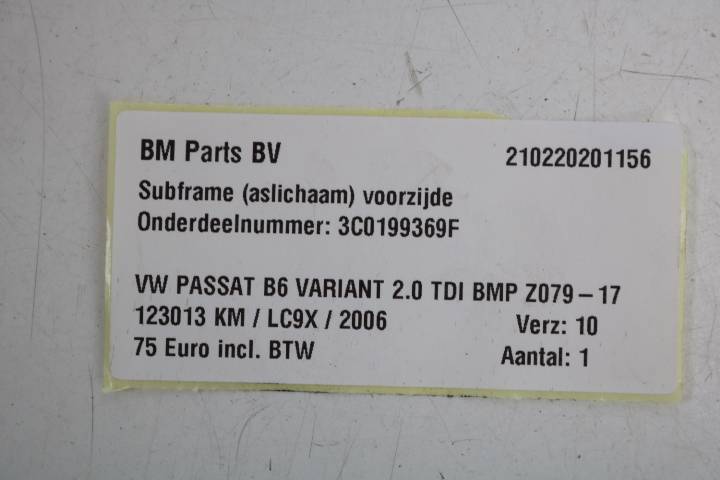 BM Parts BV 210220201156
Subframe (aslichaam) voorzijde
Onderdeelnummer: 3C0199369F
VW PASSAT B6 VARIANT 2.0 TDI BMP Z079-17
123013 KM / LC9X / 2006 Verz: 10
75 Euro incl. BTW Aantal: 1